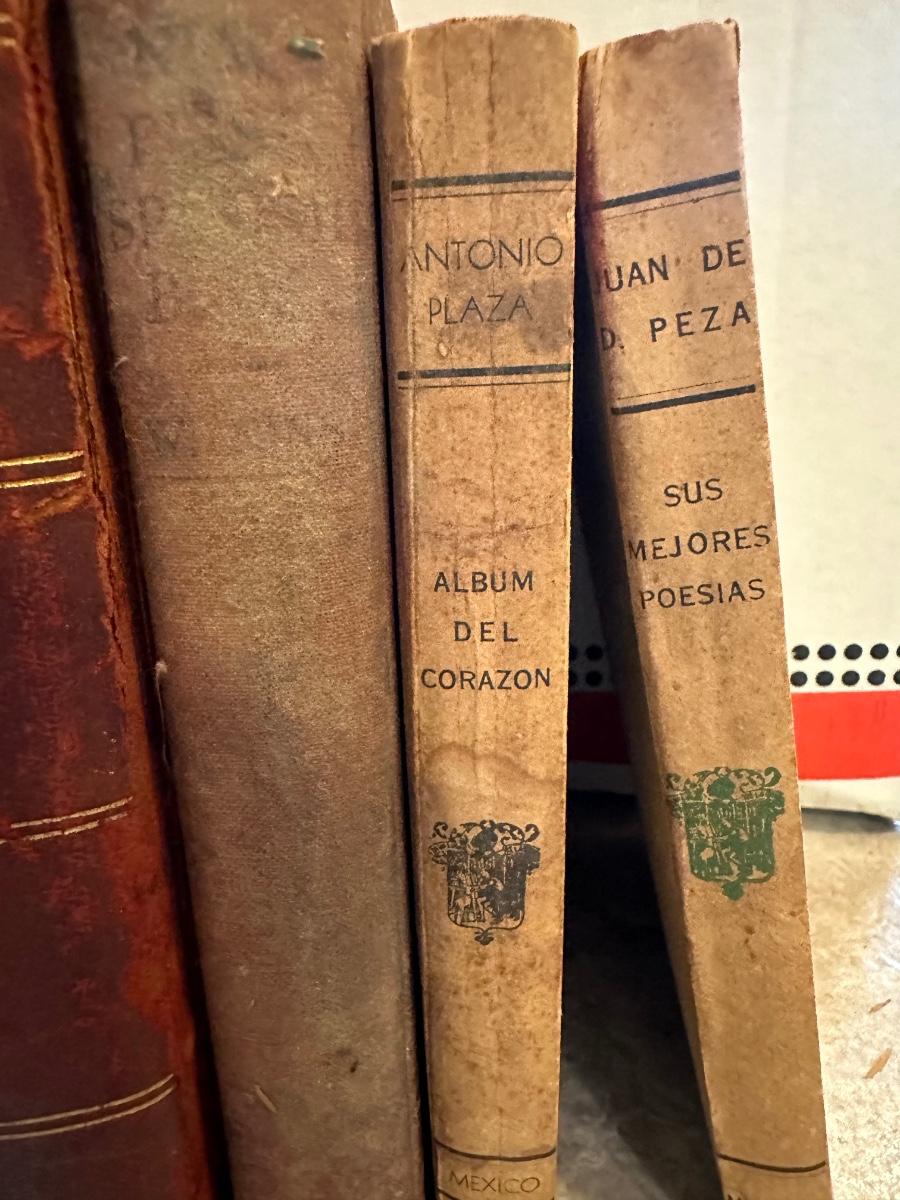 ANTONIO
PLAZA
ALBUM
DEL
CORAZON
MEXICO
JUAN DE
D. PEZA
SUS
MEJORES
POESIAS